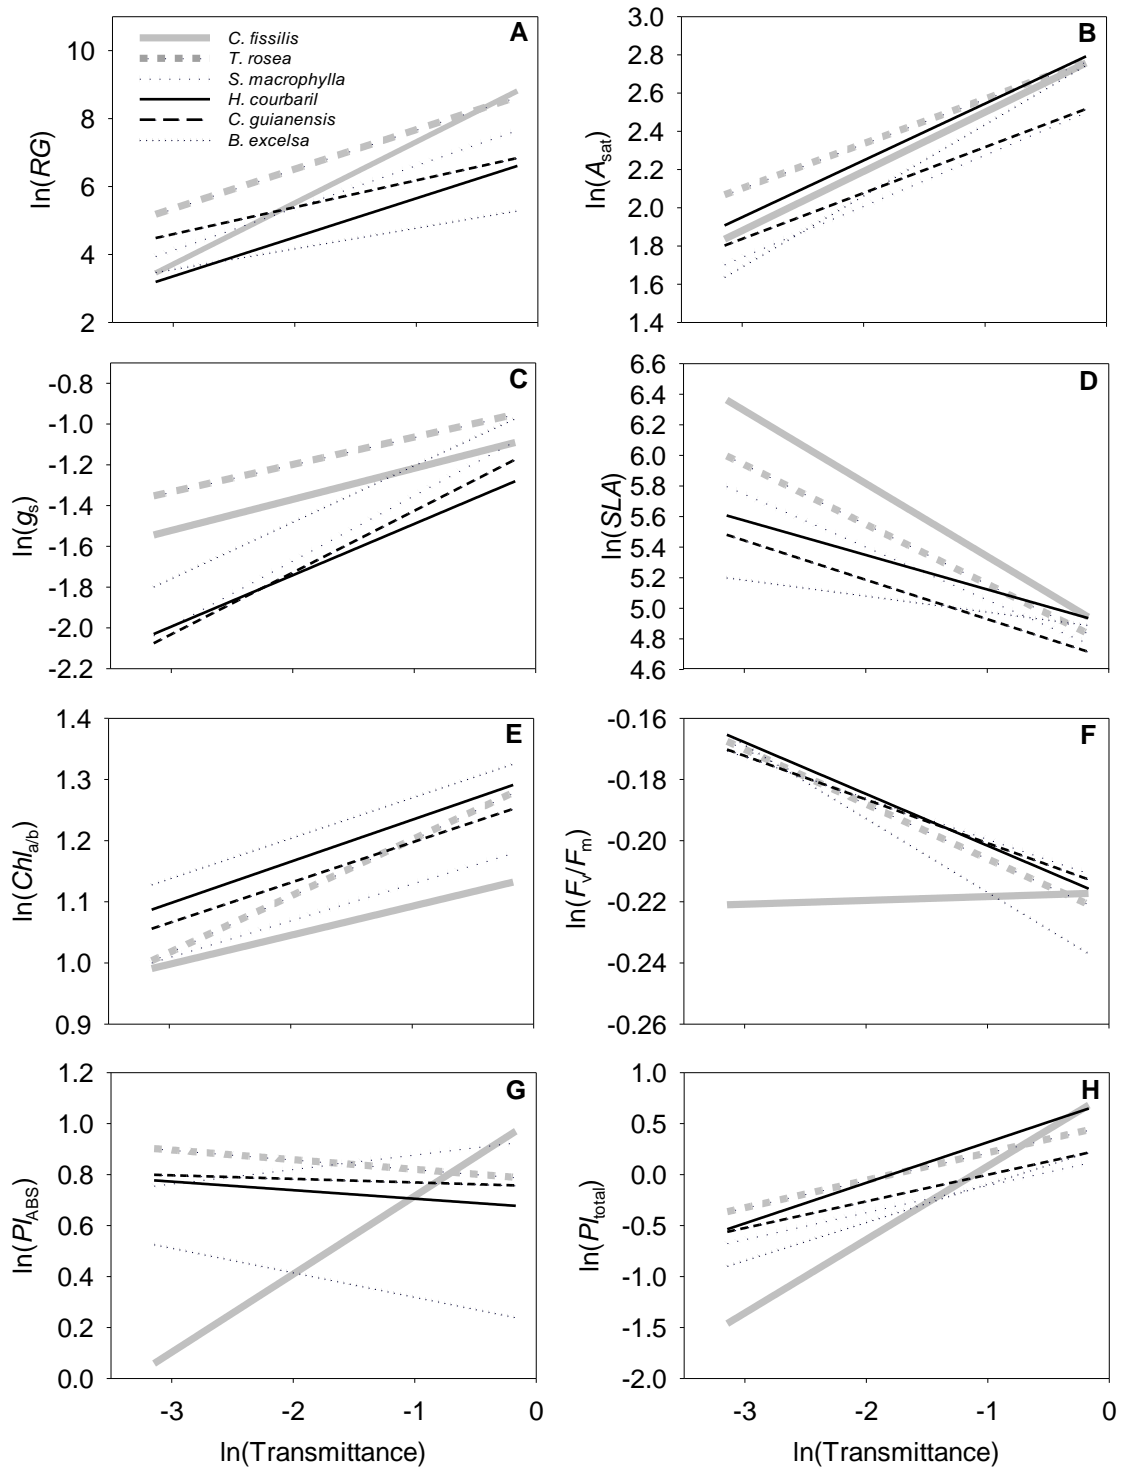 A
10
8
6
4
2
ln(RG)
C. fissilis
T. rosea
S. macrophylla
H. courbaril
C. guianensis
B. excelsa
B
3.0
2.8
2.6
2.4
2.2
2.0
1.8
1.6
1.4
ln(Asat)
C
-0.8
-1.0
-1.2
-1.4
-1.6
-1.8
-2.0
-2.2
ln(gs)
D
6.6
6.4
6.2
6.0
5.8
5.6
5.4
5.2
5.0
4.8
4.6
ln(SLA)
E
1.4
1.3
1.2
1.1
1.0
0.9
ln(Chla/b)
F
-0.16
-0.18
-0.20
-0.22
-0.24
-0.26
ln(Fv/Fm)
G
1.2
1.0
0.8
0.6
0.4
0.2
0.0
ln(PIABS)
-3 -2 -1 0
ln(Transmittance)
H
1.0
0.5
0.0
-0.5
-1.0
-1.5
-2.0
ln(PItotal)
-3 -2 -1 0
ln(Transmittance)